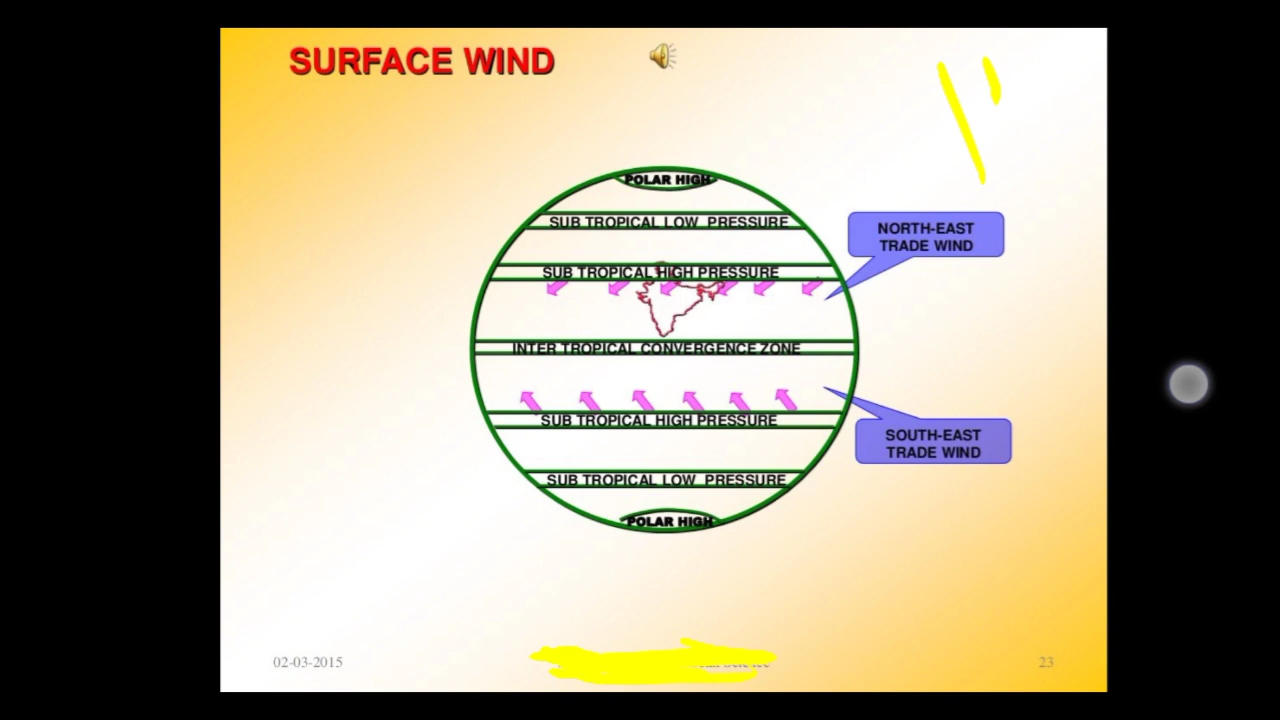 SURFACE WIND
POLAR HIGH
SUB TROPICAL LOW PRESSURE
NORTH-EAST
TRADE WIND
SUB TROPICAL HIGH PRESSURE
INTER TROPICAL CONVERGENCE ZONE
SUB TROPICAL HIGH PRESSURE
SOUTH-EAST
TRADE WIND
SUB TROPICAL LOW PRESSURE
POLAR HIGH
02-03-2015
23